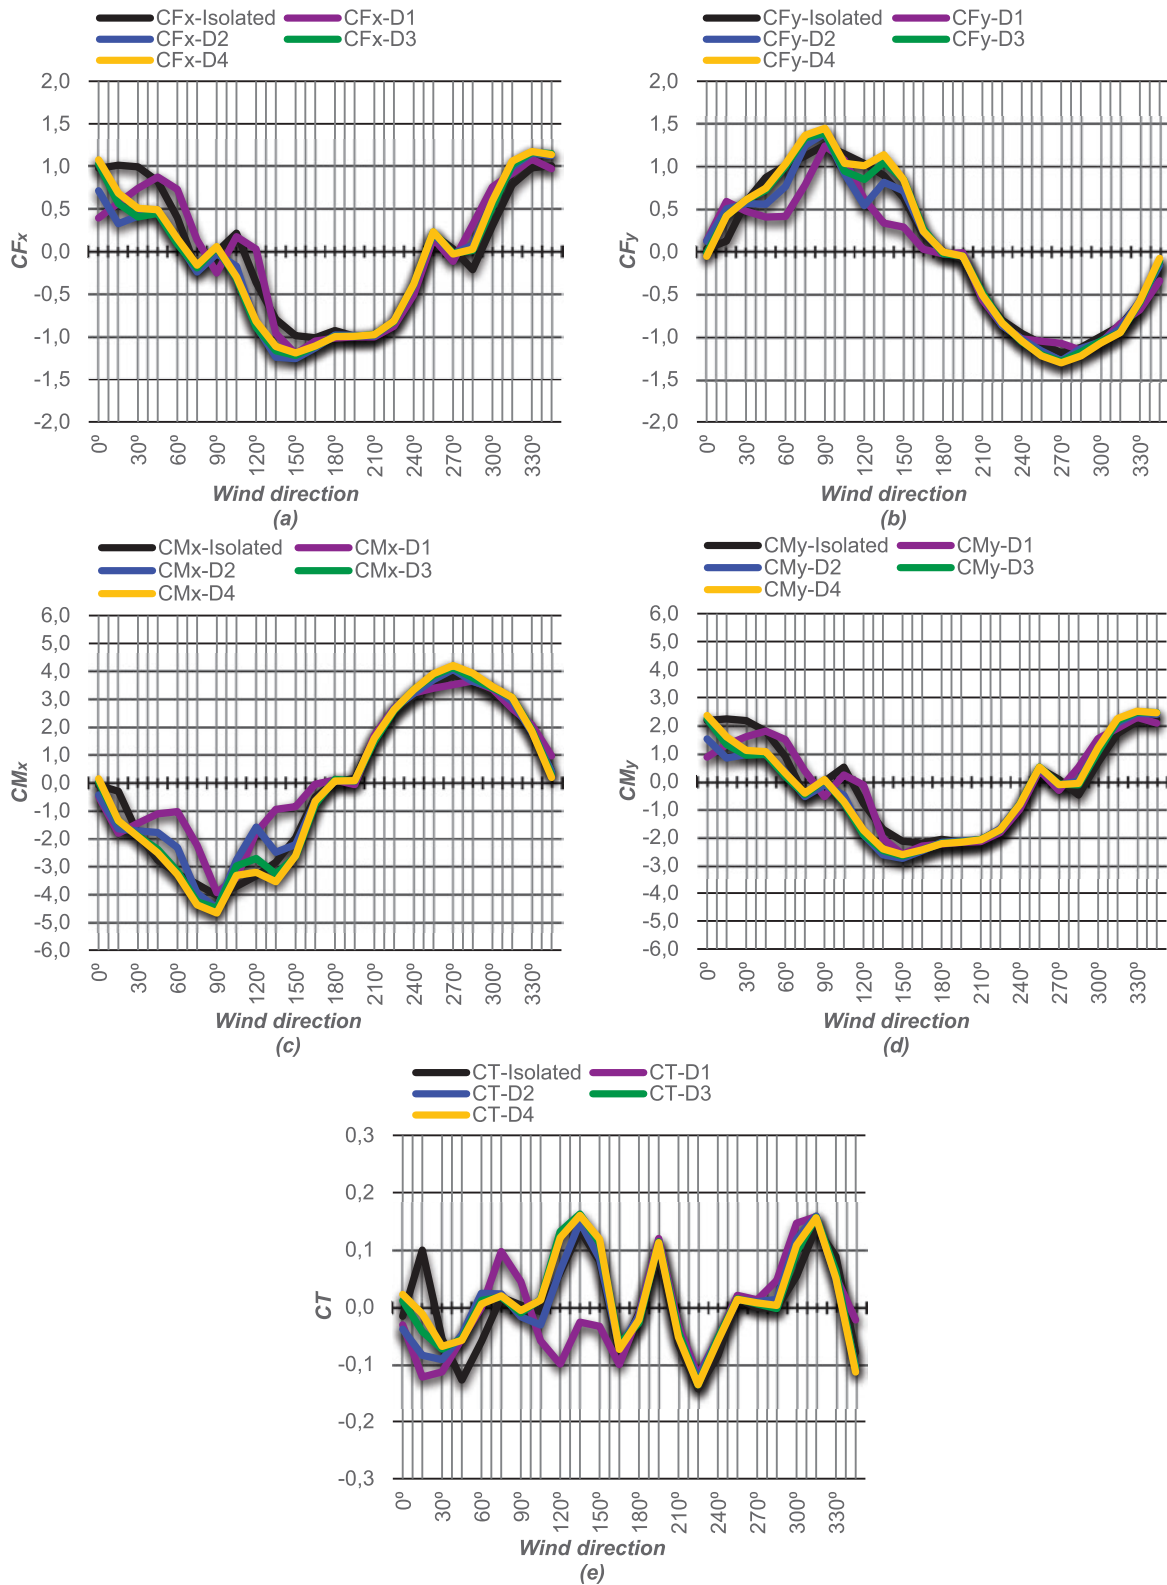 CFx-Isolated CFx-D1
CFx-D2 CFx-D3
CFx-D4
2,0
1,5
1,0
0,5
0,0
-0,5
-1,0
-1,5
-2,0
CFx
0º 30º 60º 90º 120º 150º 180º 210º 240º 270º 300º 330º
Wind direction
(a)
CFy-Isolated CFy-D1
CFy-D2 CFy-D3
CFy-D4
2,0
1,5
1,0
0,5
0,0
-0,5
-1,0
-1,5
-2,0
CFy
0º 30º 60º 90º 120º 150º 180º 210º 240º 270º 300º 330º
Wind direction
(b)
CMx-Isolated CMx-D1
CMx-D2 CMx-D3
CMx-D4
6,0
5,0
4,0
3,0
2,0
1,0
0,0
-1,0
-2,0
-3,0
-4,0
-5,0
-6,0
CMx
0º 30º 60º 90º 120º 150º 180º 210º 240º 270º 300º 330º
Wind direction
(c)
CMy-Isolated CMy-D1
CMy-D2 CMy-D3
CMy-D4
6,0
5,0
4,0
3,0
2,0
1,0
0,0
-1,0
-2,0
-3,0
-4,0
-5,0
-6,0
CMy
0º 30º 60º 90º 120º 150º 180º 210º 240º 270º 300º 330º
Wind direction
(d)
CT-Isolated CT-D1
CT-D2 CT-D3
CT-D4
0,3
0,2
0,1
0,0
-0,1
-0,2
-0,3
CT
0º 30º 60º 90º 120º 150º 180º 210º 240º 270º 300º 330º
Wind direction
(e)